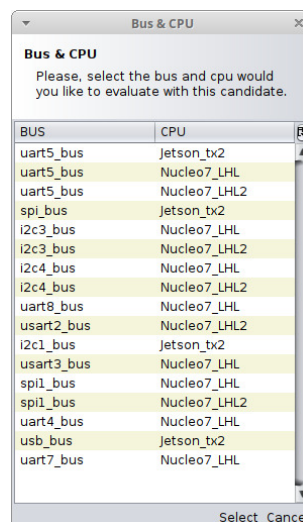 Bus & CPU
Bus & CPU
Please, select the bus and cpu would
you like to evaluate with this candidate.
BUS CPU
uart5_bus Jetson_tx2
uart5_bus Nucleo7_LHL
uart5_bus Nucleo7_LHL2
spi_bus Jetson_tx2
i2c3_bus Nucleo7_LHL
i2c3_bus Nucleo7_LHL2
i2c4_bus Nucleo7_LHL
i2c4_bus Nucleo7_LHL2
uart8_bus Nucleo7_LHL
usart2_bus Nucleo7_LHL2
i2c1_bus Jetson_tx2
usart3_bus Nucleo7_LHL
spi1_bus Nucleo7_LHL
spi1_bus Nucleo7_LHL2
uart4_bus Nucleo7_LHL
usb_bus Jetson_tx2
uart7_bus Nucleo7_LHL
Select Cance